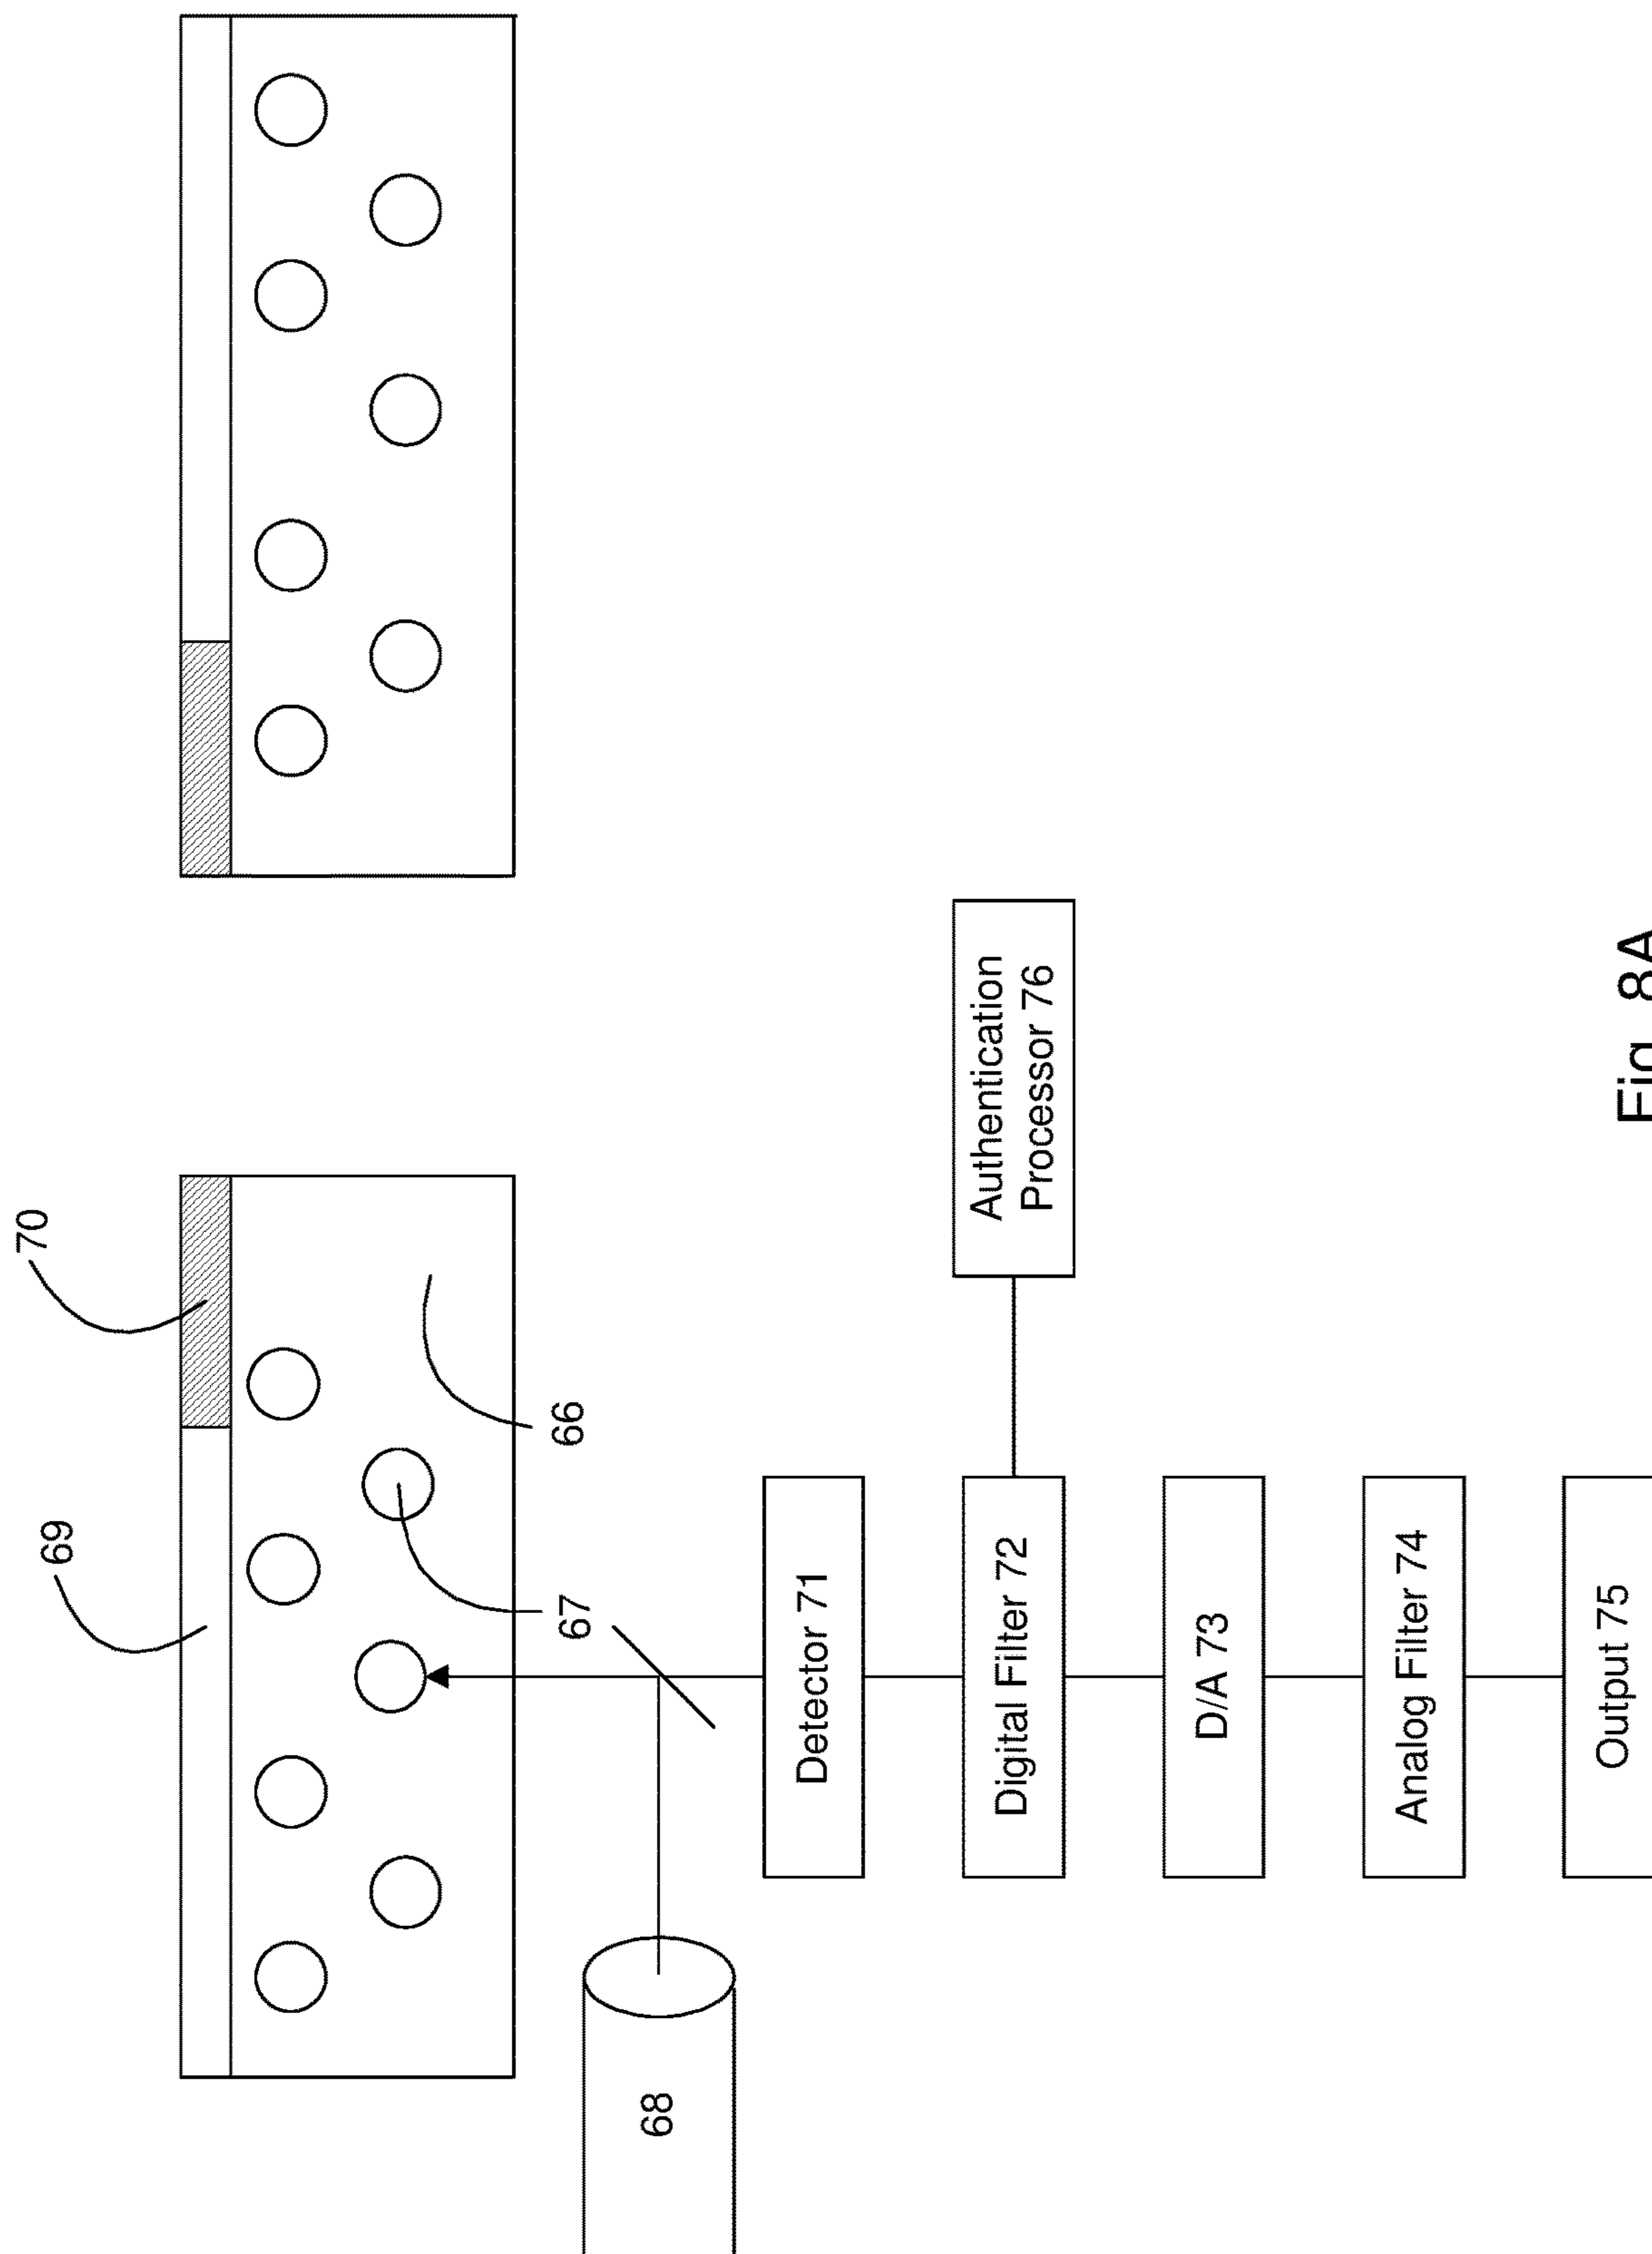 70
69
66
67
68
Detector 71
Digital Filter 72
Authentication
Processor 76
D/A 73
Analog Filter 74
Output 75
Fig. 8A